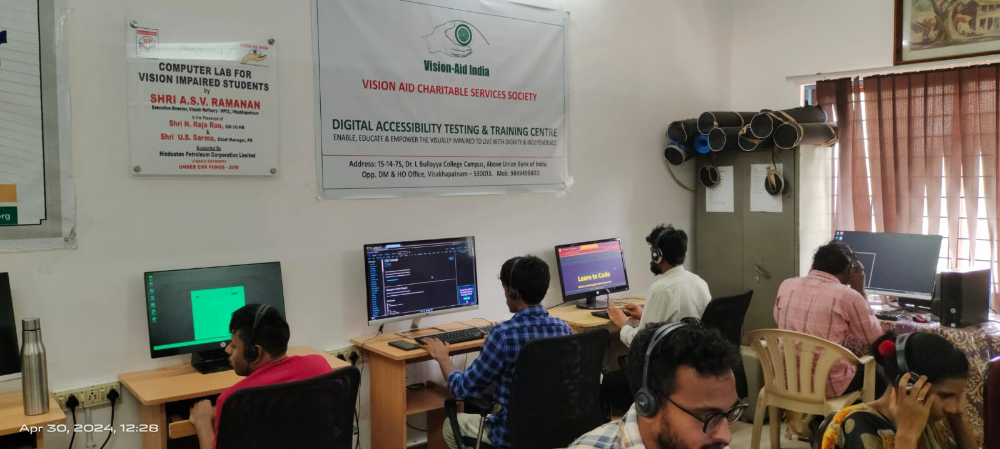 HP
Inauguration of
VISION AID INDIA
COMPUTER LAB FOR
VISION IMPAIRED STUDENTS
by
SHRI A.S.V. RAMANAN
Executive Director, Visakh Refinery - HPCL, Visakhapatnam
In the Presence of
Shri N. Raja Rao, GM I/C-HR
&
Shri U.S. Sarma, Chief Manager, PR
Supported By
Hindustan Petroleum Corporation Limited
VISAKH REFINERY
UNDER CSR FUNDS - 2018
Vision-Aid India
VISION AID CHARITABLE SERVICES SOCIETY
DIGITAL ACCESSIBILITY TESTING & TRAINING CENTRE
ENABLE, EDUCATE & EMPOWER THE VISUALLY IMPAIRED TO LIVE WITH DIGNITY & INDEPENDENCE
Address: 15-14-75, Dr. L Bullayya College Campus, Above Union Bank of India,
Opp. DM & HO Office, Visakhapatnam – 530013. Mob: 9849498800
org
CSS Tutorial
Learn to Code
Apr 30, 2024, 12:28